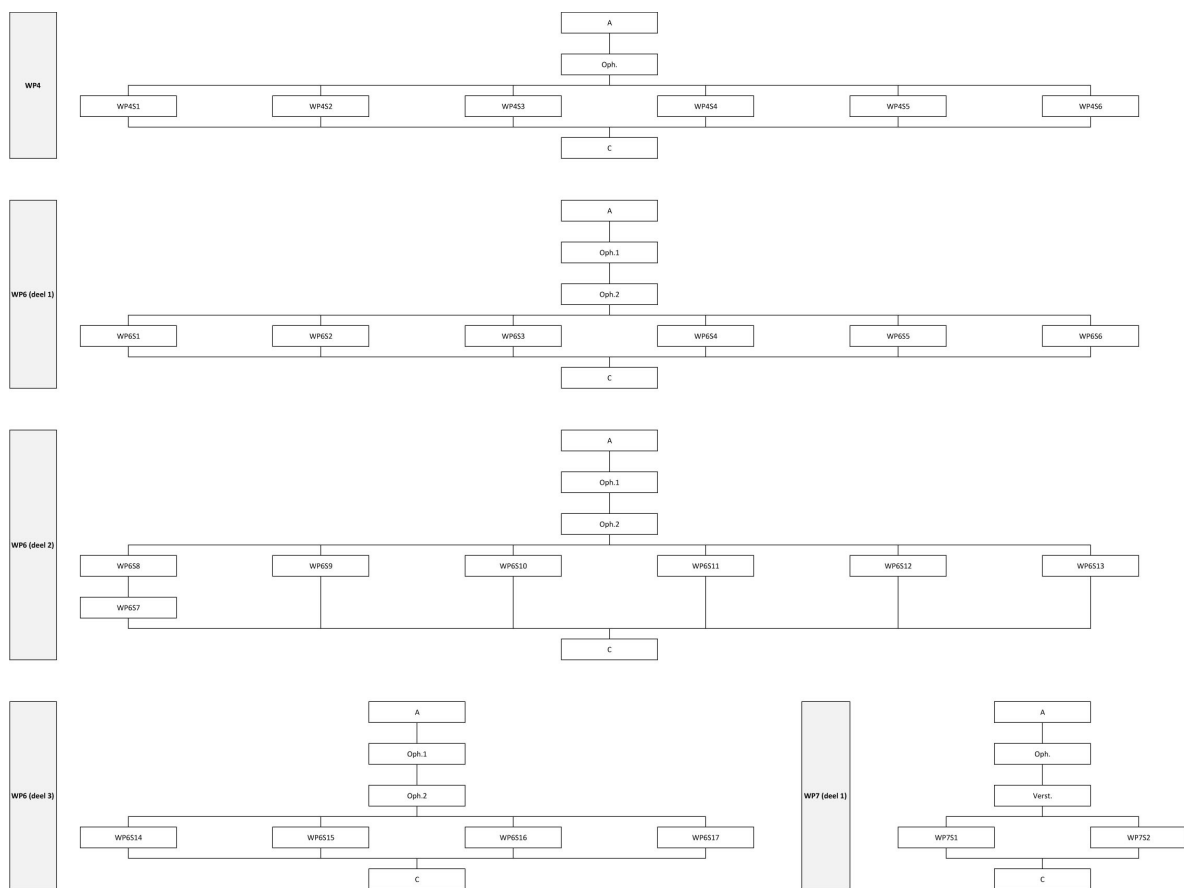 WP4
A
Oph.
WP4S1 WP4S2 WP4S3 WP4S4 WP4S5 WP4S6
C
WP6 (deel 1)
A
Oph.1
Oph.2
WP6S1 WP6S2 WP6S3 WP6S4 WP6S5 WP6S6
C
WP6 (deel 2)
A
Oph.1
Oph.2
WP6S8 WP6S9 WP6S10 WP6S11 WP6S12 WP6S13
WP6S7
C
WP6 (deel 3)
A
Oph.1
Oph.2
WP6S14 WP6S15 WP6S16 WP6S17
C
WP7 (deel 1)
A
Oph.
Verst.
WP7S1 WP7S2
C